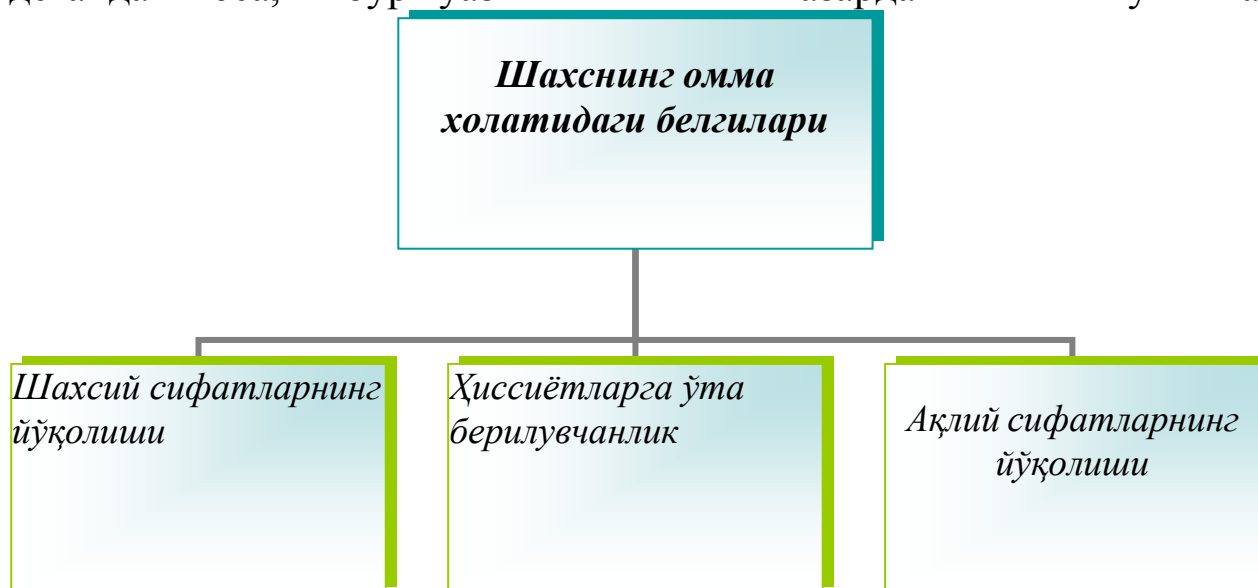 Шахснинг омма
холатидаги белгилари
Шахсий сифатларнинг
йўқолиши
Ҳиссиётларга ўта
берилувчанлик
Ақлий сифатларнинг
йўқолиши